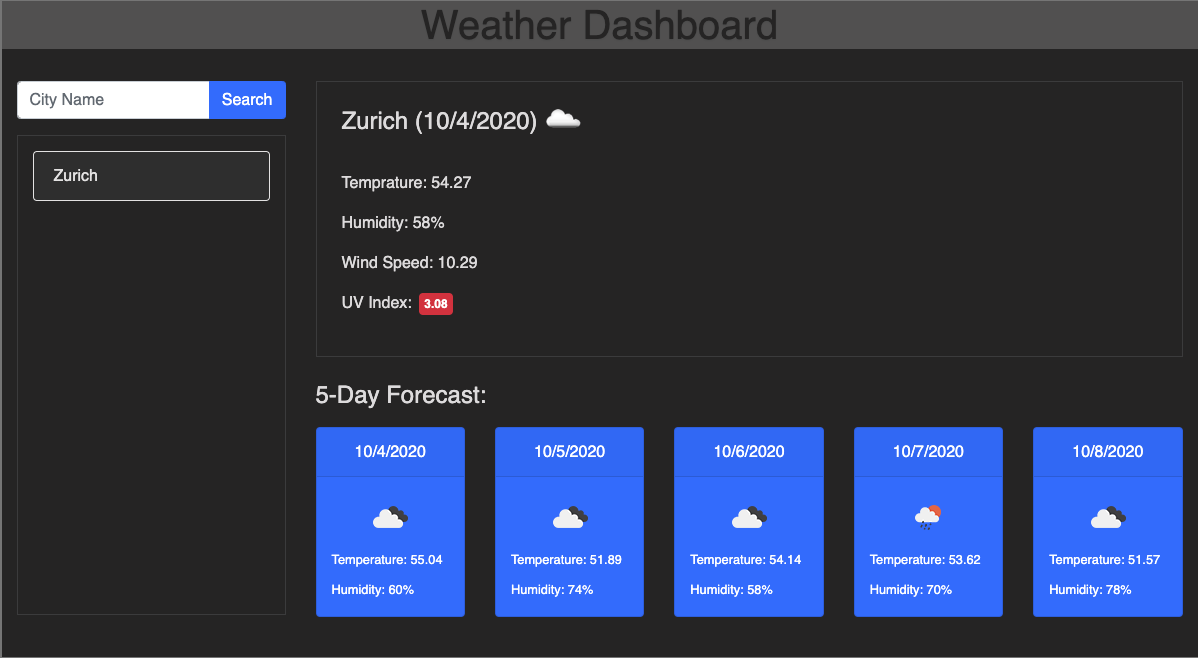 Weather Dashboard
City Name
Search
Zurich
Zurich (10/4/2020)
Temprature: 54.27
Humidity: 58%
Wind Speed: 10.29
UV Index: 3.08
5-Day Forecast:
10/4/2020
Temperature: 55.04
Humidity: 60%
10/5/2020
Temperature: 51.89
Humidity: 74%
10/6/2020
Temperature: 54.14
Humidity: 58%
10/7/2020
Temperature: 53.62
Humidity: 70%
10/8/2020
Temperature: 51.57
Humidity: 78%